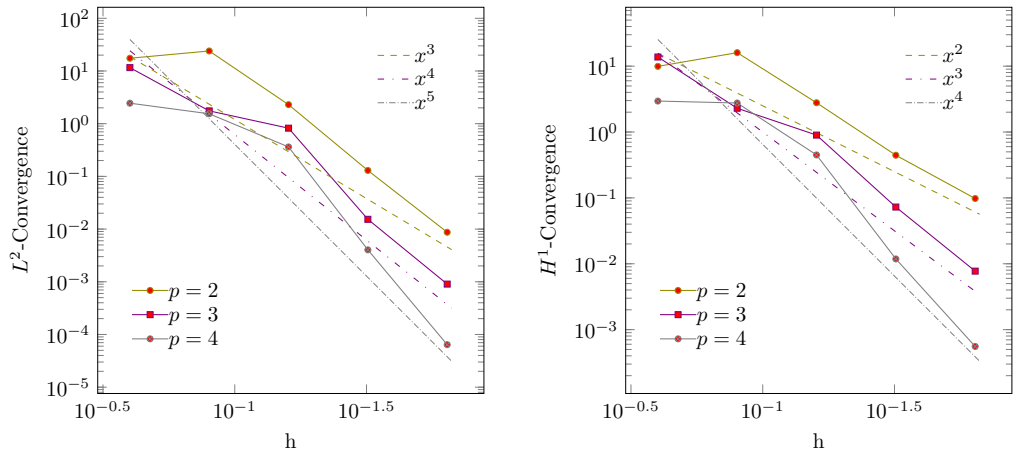 10^2
10^1
10^0
10^−1
10^−2
10^−3
10^−4
10^−5
L^2-Convergence
x^3
x^4
x^5
p = 2
p = 3
p = 4
10^−0.5
10^−1
10^−1.5
h
10^1
10^0
10^−1
10^−2
10^−3
H^1-Convergence
x^2
x^3
x^4
p = 2
p = 3
p = 4
10^−0.5
10^−1
10^−1.5
h